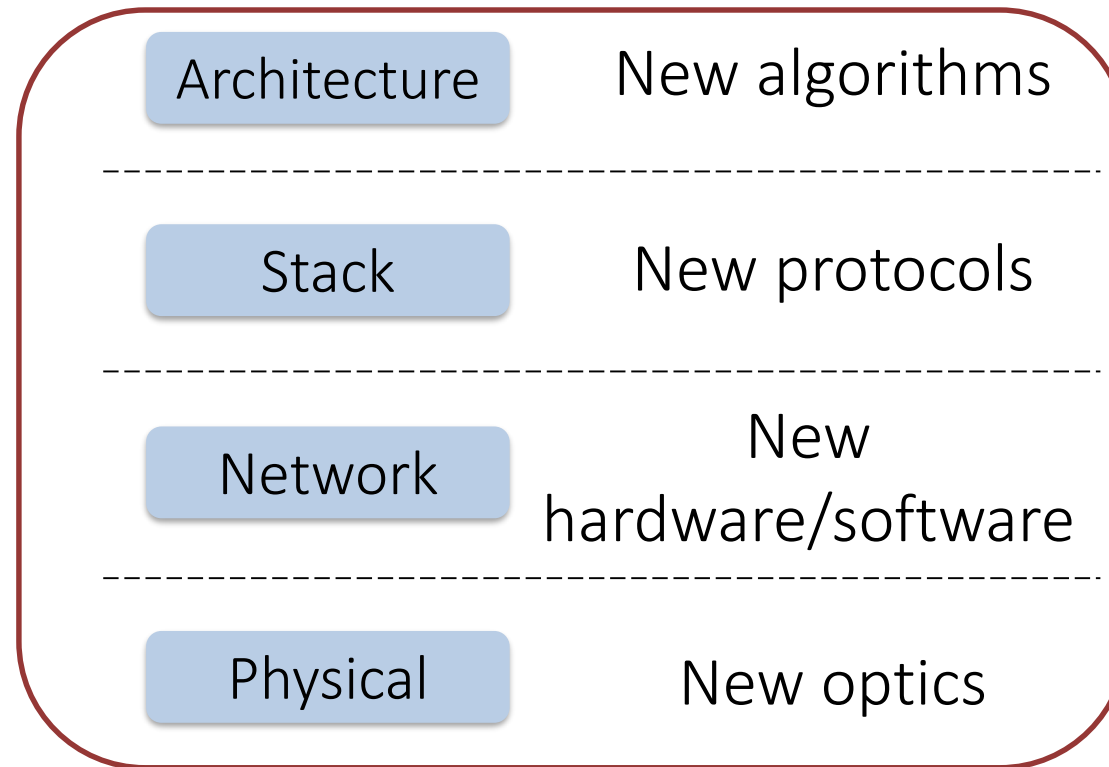 Architecture
New algorithms
Stack
New protocols
Network
New
hardware/software
Physical
New optics